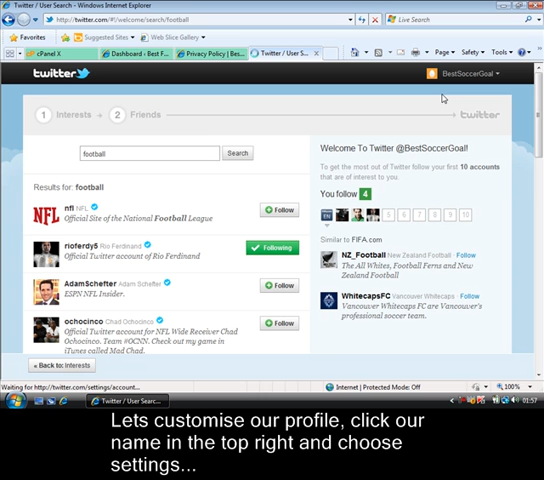 Twitter / User Search - Windows Internet Explorer
http://twitter.com/#!/welcome/search/football
Live Search
Favorites Suggested Sites Web Slice Gallery
cPanel X Dashboard - Best F... Privacy Policy | Bes... Twitter / User S... Page Safety Tools
twitter BestSoccerGoal
1 Interests 2 Friends twitter
football Search
Results for: football
nfl NFL
Official Site of the National Football League
Follow
rioferdy5 Rio Ferdinand
Official Twitter account of Rio Ferdinand
Following
AdamSchefter Adam Schefter
ESPN NFL Insider.
Follow
ochocinco Chad Ochocinco
Official Twitter account for NFL Wide Receiver Chad
Ochocinco. Team #OCNN. Check out my game in
iTunes called Mad Chad.
Follow
« Back to: Interests
Welcome To Twitter @BestSoccerGoal!
To get the most out of Twitter follow your first 10 accounts
that are of interest to you.
You follow 4
5 6 7 8 9 10
Similar to FIFA.com
NZ_Football New Zealand Football · Follow
The All Whites, Football Ferns and New
Zealand Football
WhitecapsFC Vancouver Whitecaps · Follow
Vancouver Whitecaps FC are Vancouver's
professional soccer team.
Waiting for http://twitter.com/settings/account... Internet | Protected Mode: Off 100%
Twitter / User Searc... 01:57
Lets customise our profile, click our
name in the top right and choose
settings...